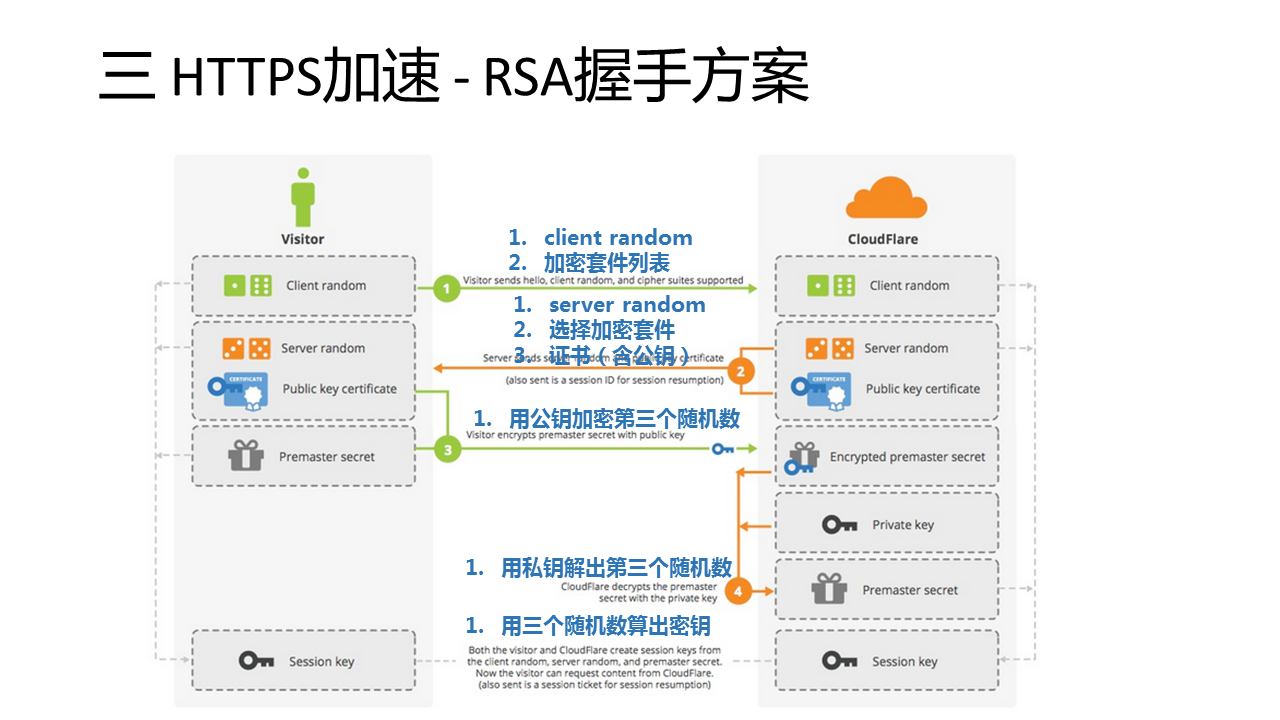 三 HTTPS加速 - RSA握手方案
Visitor
CloudFlare
1. client random
2. 加密套件列表
Client random
1
Visitor sends hello, client random, and cipher suites supported
Client random
1. server random
2. 选择加密套件
3. 证书（含公钥）
Server random
Server sends server random and public key certificate
2
Server random
(also sent is a session ID for session resumption)
CERTIFICATE
Public key certificate
CERTIFICATE
Public key certificate
1. 用公钥加密第三个随机数
Visitor encrypts premaster secret with public key
3
Premaster secret
Encrypted premaster secret
Private key
1. 用私钥解出第三个随机数
CloudFlare decrypts the premaster
secret with the private key
4
Premaster secret
1. 用三个随机数算出密钥
Session key
Both the visitor and CloudFlare create session keys from
the client random, server random, and premaster secret.
Now the visitor can request content from CloudFlare.
(also sent is a session ticket for session resumption)
Session key